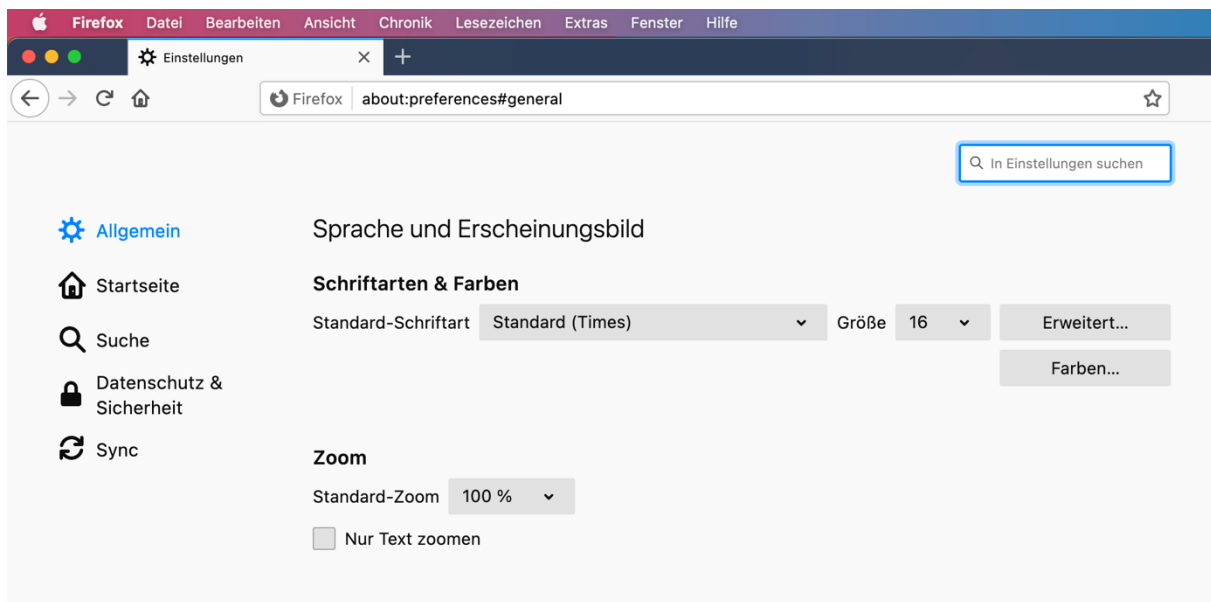 Firefox Datei Bearbeiten Ansicht Chronik Lesezeichen Extras Fenster Hilfe
Einstellungen
Firefox about:preferences#general
In Einstellungen suchen
Allgemein
Startseite
Suche
Datenschutz &
Sicherheit
Sync
Sprache und Erscheinungsbild
Schriftarten & Farben
Standard-Schriftart Standard (Times) Größe 16 Erweitert...
Farben...
Zoom
Standard-Zoom 100 %
Nur Text zoomen